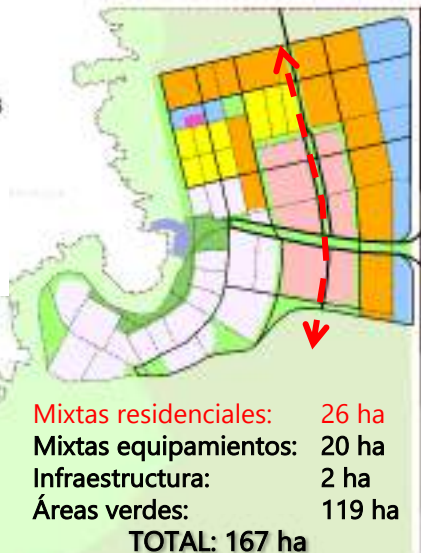 Mixtas residenciales: 26 ha
Mixtas equipamientos: 20 ha
Infraestructura: 2 ha
Áreas verdes: 119 ha
TOTAL: 167 ha